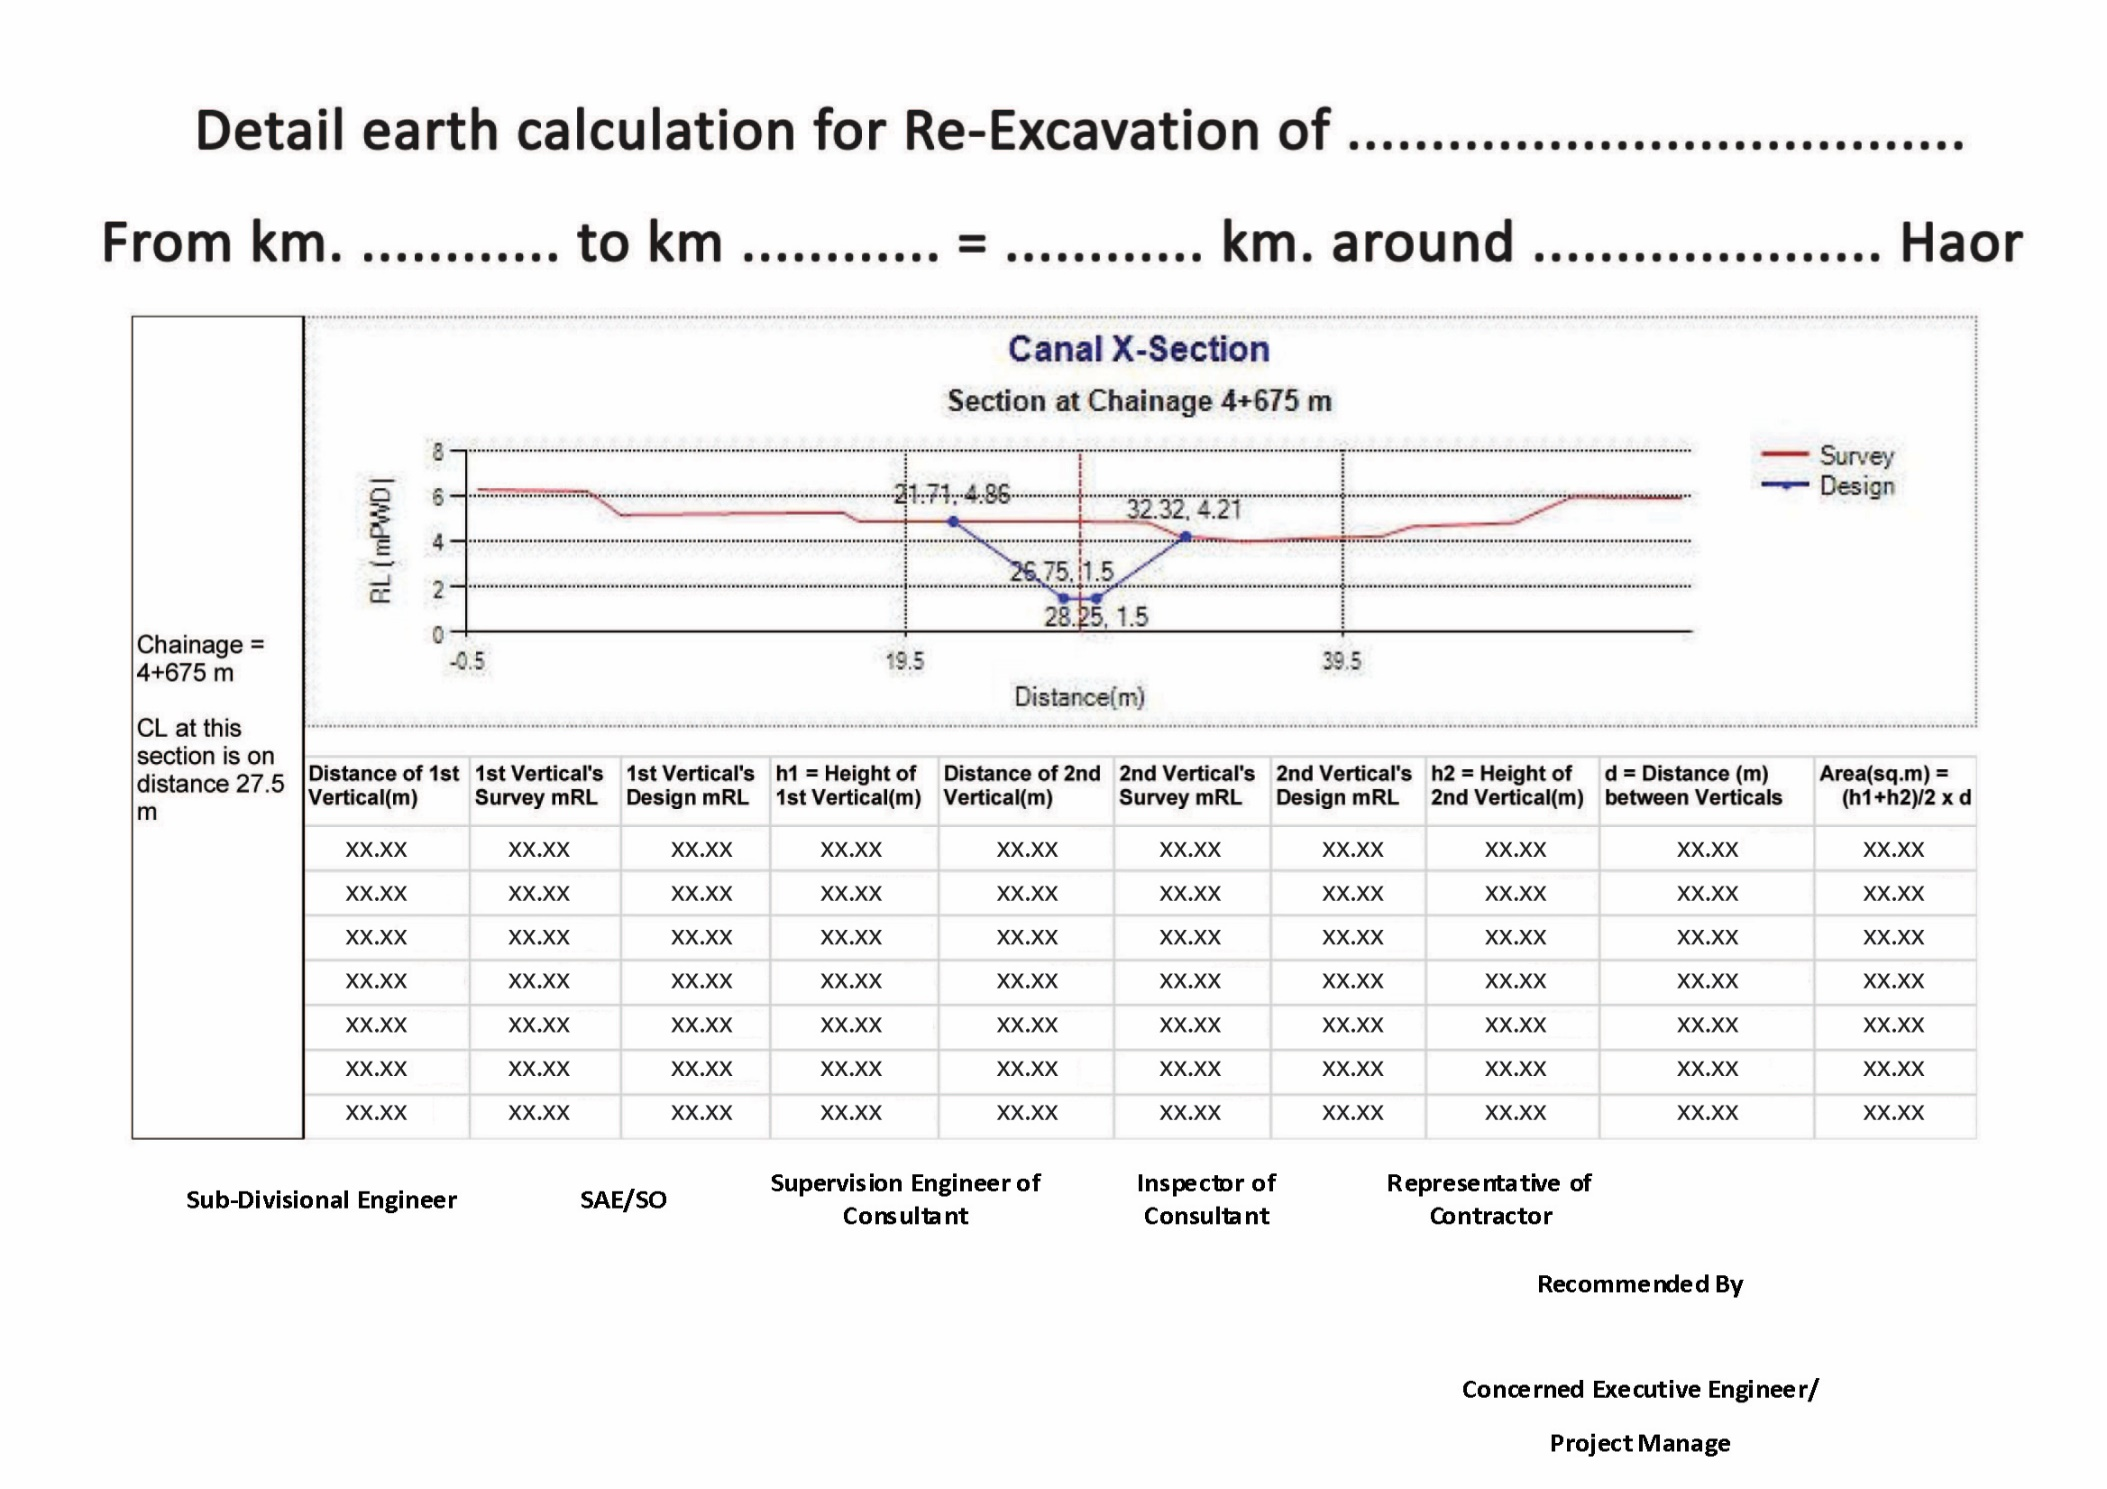 Detail earth calculation for Re-Excavation of .....................................
From km. ............ to km ............ = ............ km. around ..................... Haor
Canal X-Section
Section at Chainage 4+675 m
Survey
Design
RL (mPWD)
8
6
4
2
0
21.71, 4.86
32.32, 4.21
26.75, 1.5
28.25, 1.5
-0.5 19.5 39.5
Distance(m)
Chainage =
4+675 m
CL at this
section is on
distance 27.5
m
Distance of 1st Vertical(m) 1st Vertical's Survey mRL 1st Vertical's Design mRL h1 = Height of 1st Vertical(m) Distance of 2nd Vertical(m) 2nd Vertical's Survey mRL 2nd Vertical's Design mRL h2 = Height of 2nd Vertical(m) d = Distance (m) between Verticals Area(sq.m) = (h1+h2)/2 x d
XX.XX XX.XX XX.XX XX.XX XX.XX XX.XX XX.XX XX.XX XX.XX XX.XX
XX.XX XX.XX XX.XX XX.XX XX.XX XX.XX XX.XX XX.XX XX.XX XX.XX
XX.XX XX.XX XX.XX XX.XX XX.XX XX.XX XX.XX XX.XX XX.XX XX.XX
XX.XX XX.XX XX.XX XX.XX XX.XX XX.XX XX.XX XX.XX XX.XX XX.XX
XX.XX XX.XX XX.XX XX.XX XX.XX XX.XX XX.XX XX.XX XX.XX XX.XX
XX.XX XX.XX XX.XX XX.XX XX.XX XX.XX XX.XX XX.XX XX.XX XX.XX
XX.XX XX.XX XX.XX XX.XX XX.XX XX.XX XX.XX XX.XX XX.XX XX.XX
Sub-Divisional Engineer
SAE/SO
Supervision Engineer of
Consultant
Inspector of
Consultant
Representative of
Contractor
Recommended By
Concerned Executive Engineer/
Project Manage